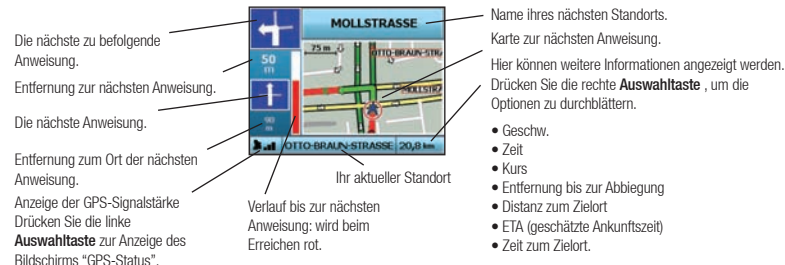 Die nächste zu befolgende
Anweisung.
Entfernung zur nächsten Anweisung.
Die nächste Anweisung.
Entfernung zum Ort der nächsten
Anweisung.
Anzeige der GPS-Signalstärke
Drücken Sie die linke
Auswahltaste zur Anzeige des
Bildschirms "GPS-Status".
MOLLSTRASSE
50
m
75 m
OTTO-BRAUN-STR
MOLLSTR
90
m
OTTO-BRAUN-STRASSE 20,8 km
Ihr aktueller Standort
Verlauf bis zur nächsten
Anweisung: wird beim
Erreichen rot.
Name ihres nächsten Standorts.
Karte zur nächsten Anweisung.
Hier können weitere Informationen angezeigt werden.
Drücken Sie die rechte Auswahltaste , um die
Optionen zu durchblättern.
• Geschw.
• Zeit
• Kurs
• Entfernung bis zur Abbiegung
• Distanz zum Zielort
• ETA (geschätzte Ankunftszeit)
• Zeit zum Zielort.